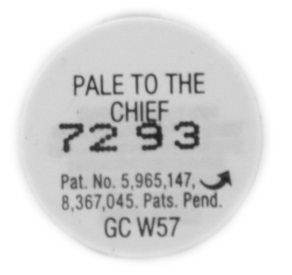 PALE TO THE
CHIEF
7293
Pat. No. 5,965,147,
8,367,045. Pats. Pend.
GC W57